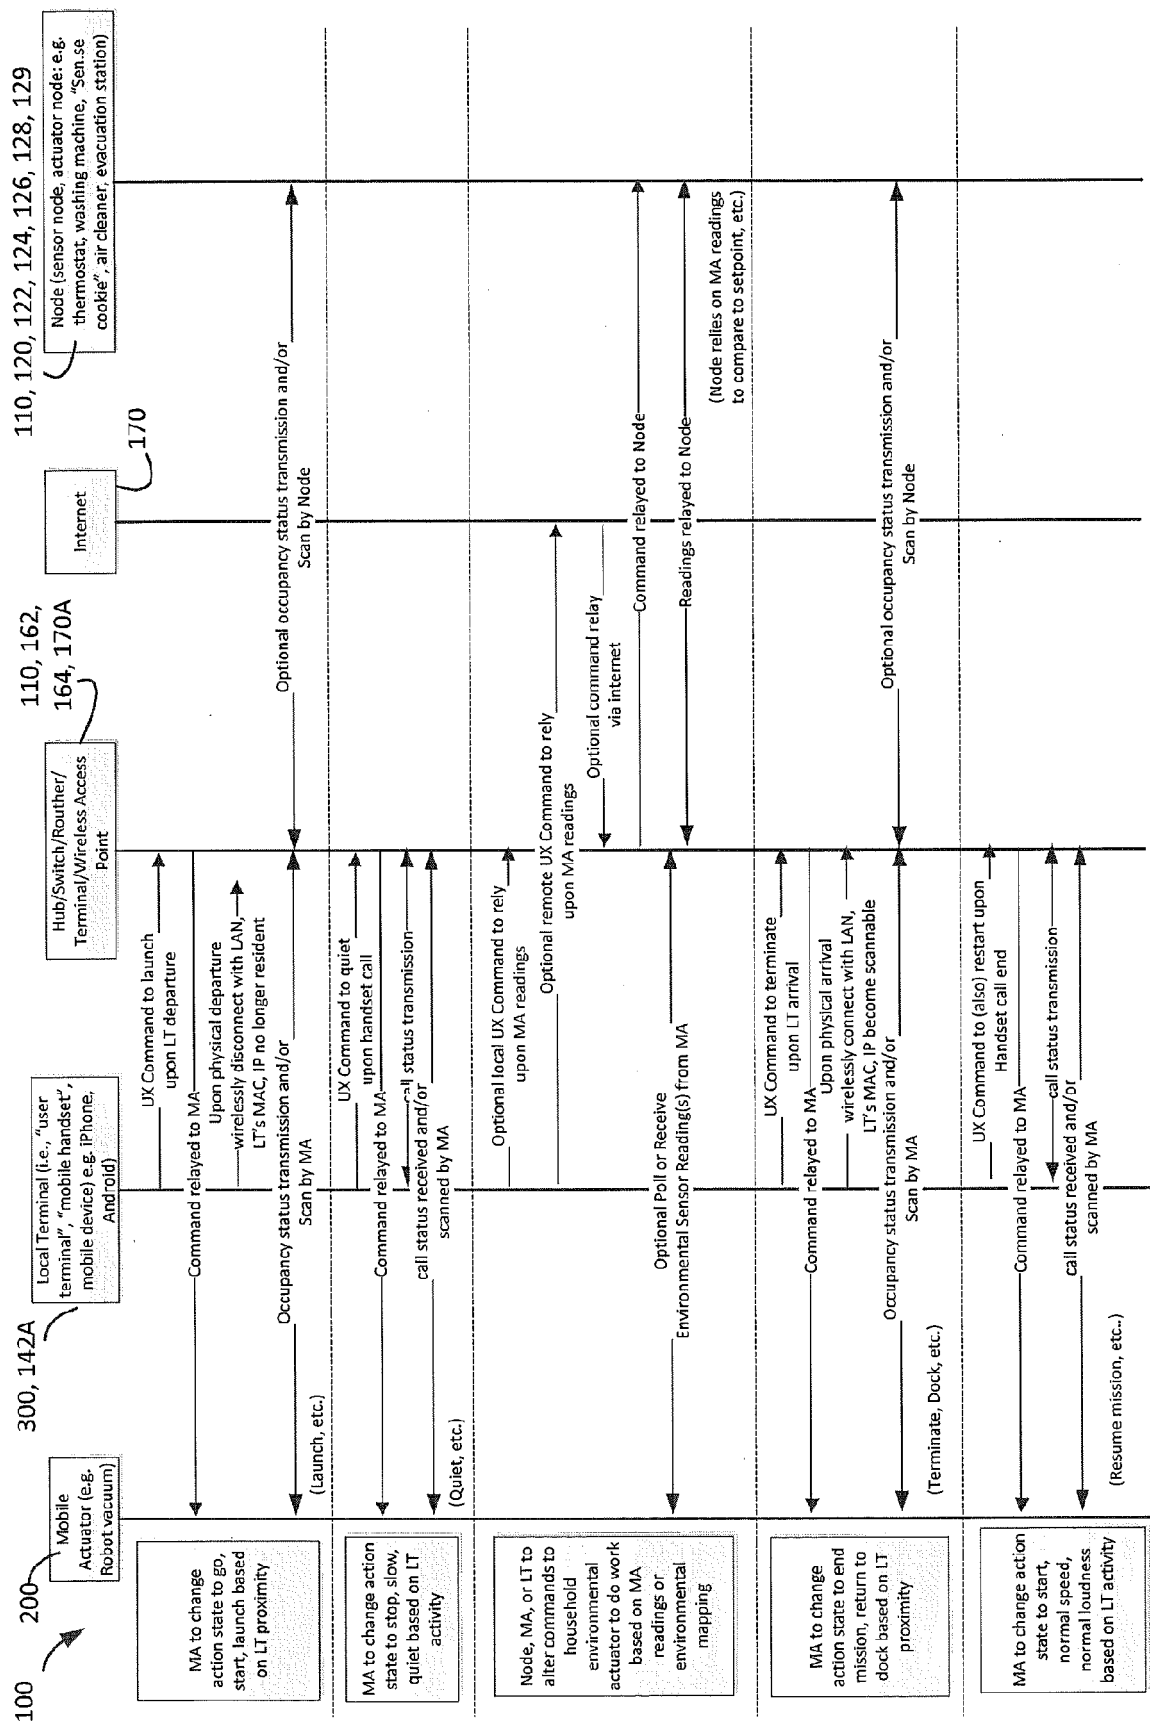 100
200
Mobile
Actuator (e.g.
Robot vacuum)
300, 142A
Local Terminal (i.e., "user
terminal", "mobile handset",
mobile device) e.g. iPhone,
Android)
110, 162,
164, 170A
Hub/Switch/Routher/
Terminal/Wireless Access
Point
170
Internet
110, 120, 122, 124, 126, 128, 129
Node (sensor node, actuator node: e.g.
thermostat, washing machine, "Sen.se
cookie", air cleaner, evacuation station)
MA to change
action state to go,
start, launch based
on LT proximity
UX Command to launch
upon LT departure
Command relayed to MA
Upon physical departure
wirelessly disconnect with LAN,
LT's MAC, IP no longer resident
Occupancy status transmission and/or
Scan by MA
(Launch, etc.)
Optional occupancy status transmission and/or
Scan by Node
MA to change action
state to stop, slow,
quiet based on LT
activity
UX Command to quiet
upon handset call
Command relayed to MA
call status transmission
call status received and/or
scanned by MA
(Quiet, etc.)
Node, MA, or LT to
alter commands to
household
environmental
actuator to do work
based on MA
readings or
environmental
mapping
Optional local UX Command to rely
upon MA readings
Optional remote UX Command to rely
upon MA readings
Optional command relay
via internet
Command relayed to Node
Optional Poll or Receive
Environmental Sensor Reading(s) from MA
Readings relayed to Node
(Node relies on MA readings
to compare to setpoint, etc.)
MA to change
action state to end
mission, return to
dock based on LT
proximity
UX Command to terminate
upon LT arrival
Command relayed to MA
Upon physical arrival
wirelessly connect with LAN,
LT's MAC, IP become scannable
Occupancy status transmission and/or
Scan by MA
(Terminate, Dock, etc.)
Optional occupancy status transmission and/or
Scan by Node
MA to change action
state to start,
normal speed,
normal loudness
based on LT activity
UX Command to (also) restart upon
Handset call end
Command relayed to MA
call status transmission
call status received and/or
scanned by MA
(Resume mission, etc..)